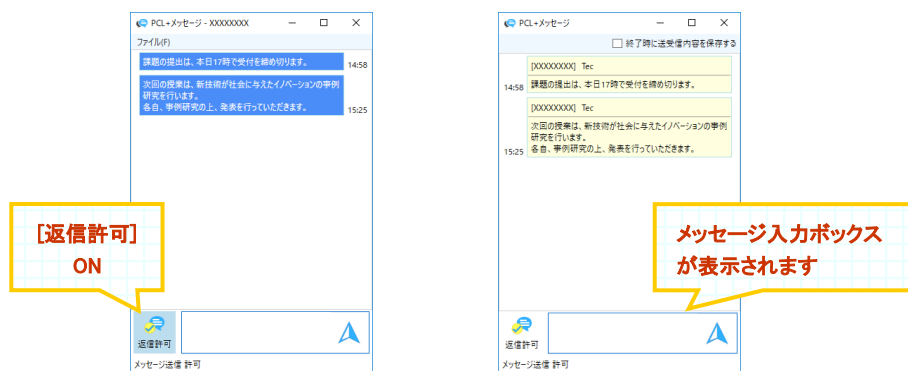 PCL+メッセージ - XXXXXXXX
ファイル(F)
課題の提出は、本日17時で受付を締め切ります。
14:58
次回の授業は、新技術が社会に与えたイノベーションの事例
研究を行います。
各自、事例研究の上、発表を行っていただきます。
15:25
[返信許可]
ON
返信許可
メッセージ送信 許可
PCL+メッセージ
終了時に送受信内容を保存する
[XXXXXXXX] Tec
14:58
課題の提出は、本日17時で受付を締め切ります。
[XXXXXXXX] Tec
次回の授業は、新技術が社会に与えたイノベーションの事例
研究を行います。
15:25
各自、事例研究の上、発表を行っていただきます。
メッセージ入力ボックス
が表示されます
返信許可
メッセージ送信 許可